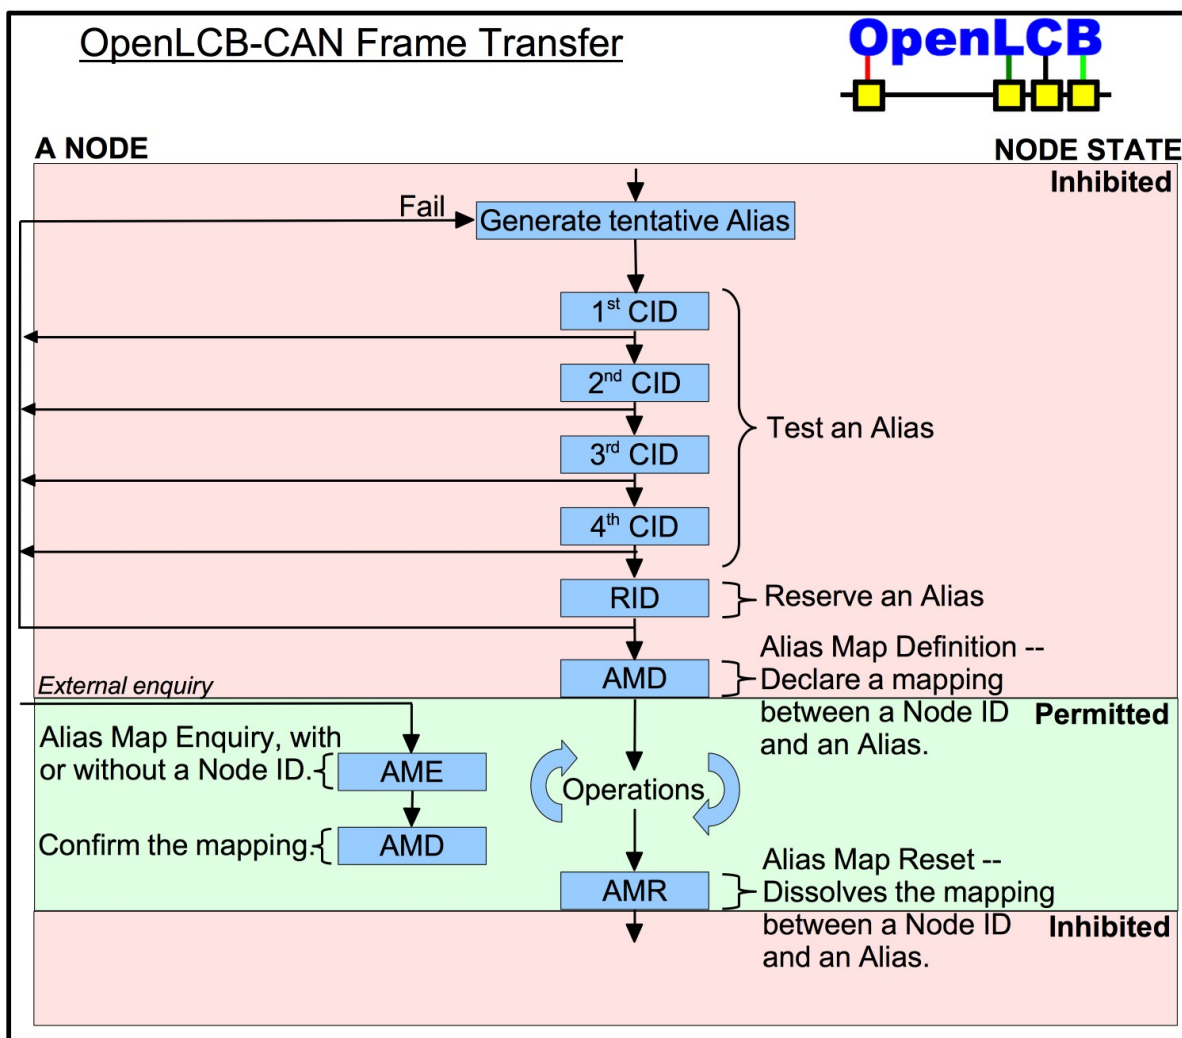 OpenLCB-CAN Frame Transfer
OpenLCB
A NODE
NODE STATE
Inhibited
Fail
Generate tentative Alias
1st CID
2nd CID
Test an Alias
3rd CID
4th CID
RID
Reserve an Alias
Alias Map Definition --
AMD
Declare a mapping
between a Node ID
and an Alias.
External enquiry
Permitted
Alias Map Enquiry, with
or without a Node ID.
AME
Operations
Confirm the mapping.
AMD
Alias Map Reset --
AMR
Dissolves the mapping
between a Node ID
and an Alias.
Inhibited